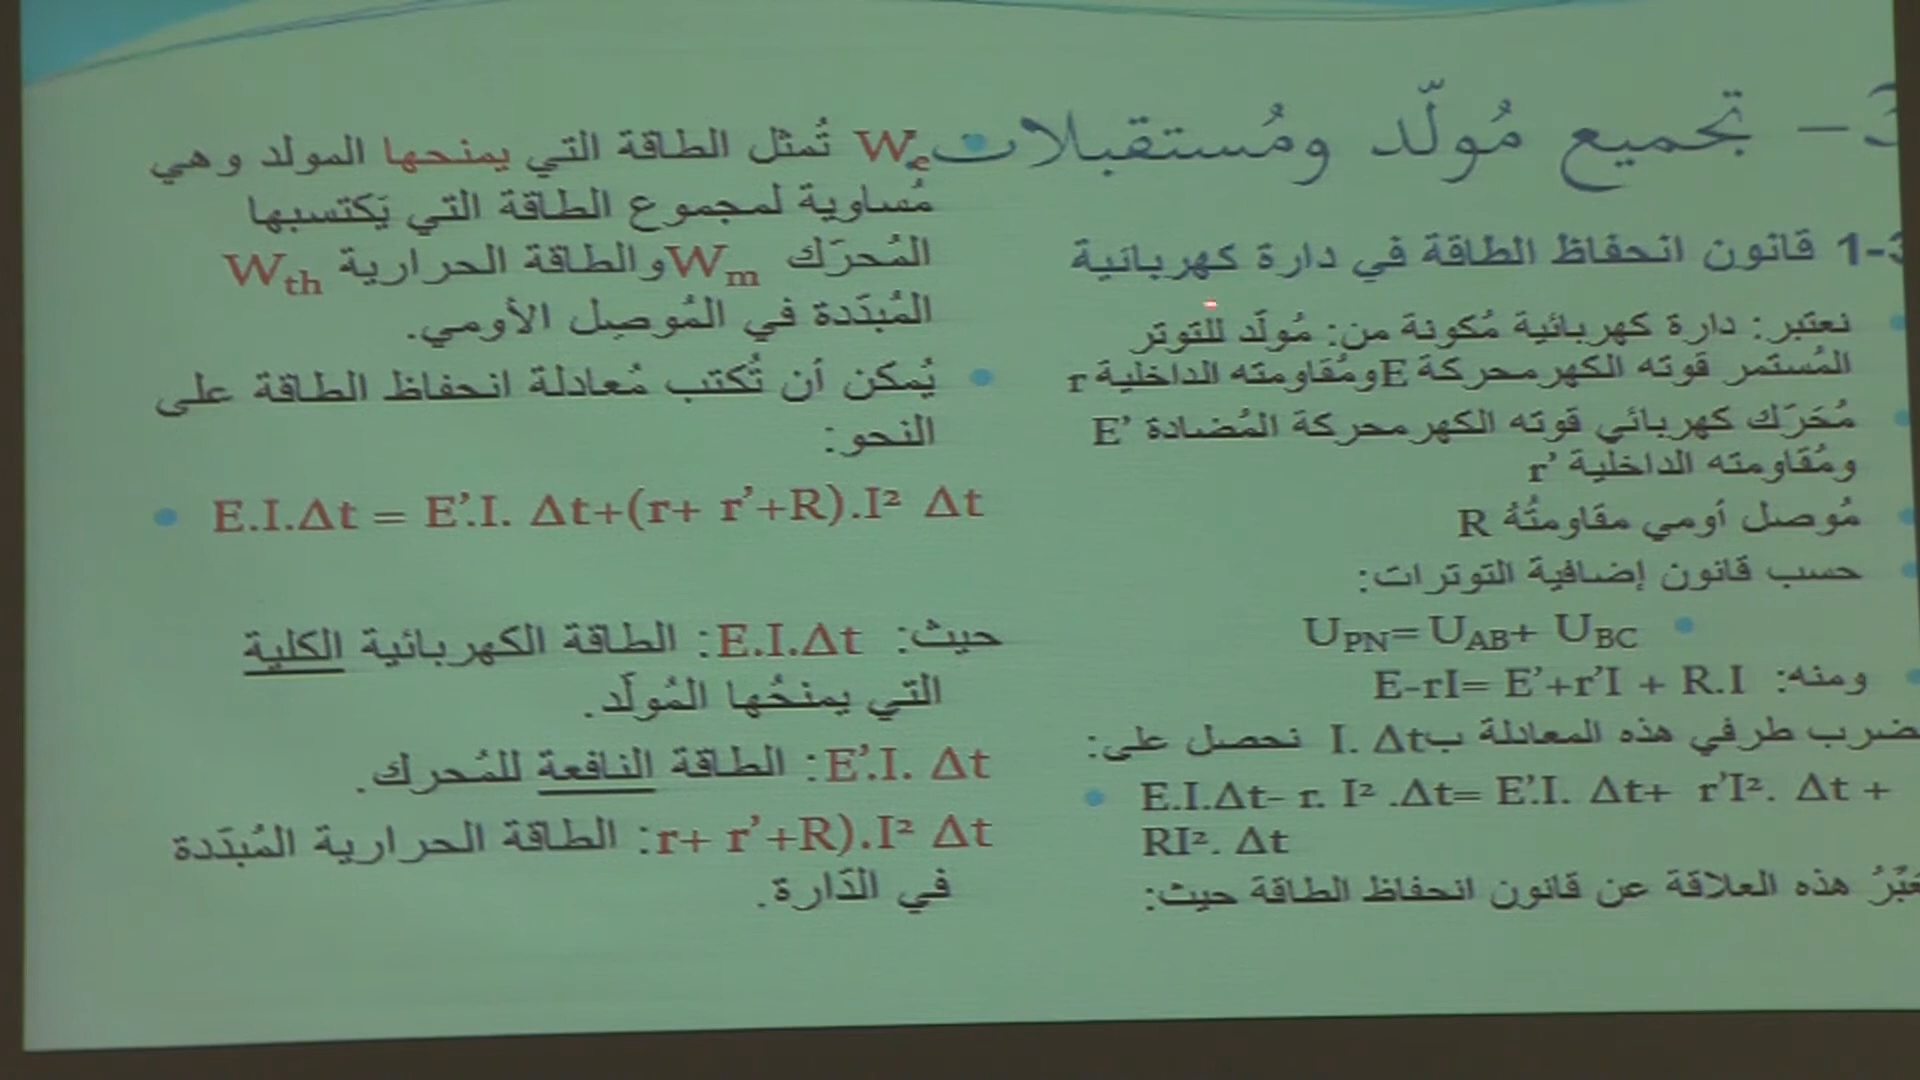 3- تجميع مُولّد ومُستقبلات
3-1 قانون انحفاظ الطاقة في دارة كهربائية
نعتبر: دارة كهربائية مُكونة من: مُولّد للتوتر
المُستمر قوته الكهرمحركة E ومُقاومته الداخلية r
مُحَرّك كهربائي قوته الكهرمحركة المُضادة E’
ومُقاومته الداخلية r’
مُوصل أومي مقاومتُهُ R
حسب قانون إضافية التوترات:
UPN= UAB+ UBC
ومنه: E-rI= E’+r’I + R.I
ضرب طرفي هذه المعادلة ب I. Δt نحصل على:
E.I.Δt- r. I² .Δt= E’.I. Δt+ r’I². Δt +
RI². Δt
هذه العلاقة عن قانون انحفاظ الطاقة حيث:
We تُمثل الطاقة التي يمنحها المولد وهي
مُساوية لمجموع الطاقة التي يَكتسبها
المُحرّك Wm والطاقة الحرارية Wth
المُبدّدة في المُوصِل الأومي.
يُمكن أن تُكتب مُعادلة انحفاظ الطاقة على
النحو:
E.I.Δt = E’.I. Δt+(r+ r’+R).I² Δt
حيث: E.I.Δt: الطاقة الكهربائية الكلية
التي يمنحُها المُولّد.
E’.I. Δt: الطاقة النافعة للمُحرك.
r+ r’+R).I² Δt: الطاقة الحرارية المُبدّدة
في الدّارة.